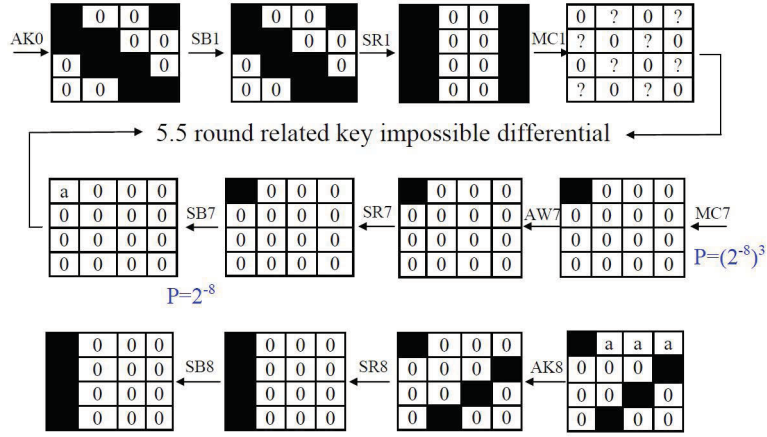 0 0 0 0 0 0 0 ? 0 ?
AK0 SB1 SR1 MC1
0 0 0 0 0 0 ? 0 ? 0
0 0 0 0 0 0 0 ? 0 ?
0 0 0 0 0 0 ? 0 ? 0
5.5 round related key impossible differential
a 0 0 0 0 0 0 0 0 0 0 0 0
SB7 SR7 AW7 MC7
0 0 0 0 0 0 0 0 0 0 0 0 0 0 0 0
0 0 0 0 0 0 0 0 0 0 0 0 0 0 0 0
0 0 0 0 0 0 0 0 0 0 0 0 0 0 0 0
P=(2⁻⁸)³
P=2⁻⁸
0 0 0 0 0 0 0 0 0 a a a
0 0 0 0 0 0 0 0 0 0 0 0
SB8 SR8 AK8
0 0 0 0 0 0 0 0 0 0 0 0
0 0 0 0 0 0 0 0 0 0 0 0